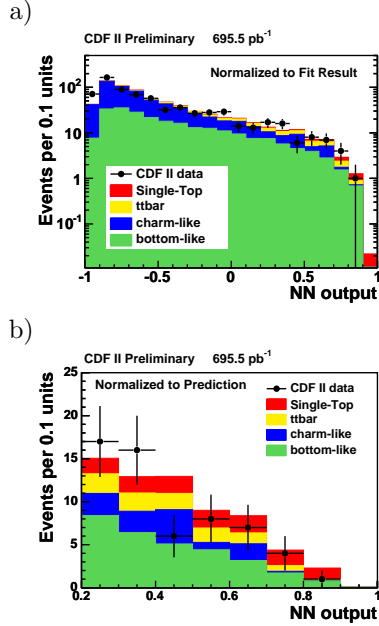 a)
CDF II Preliminary 695.5 pb-1
Normalized to Fit Result
Events per 0.1 units
10²
10
1
10-1
CDF II data
Single-Top
ttbar
charm-like
bottom-like
-1 -0.5 0 0.5 1
NN output
b)
CDF II Preliminary 695.5 pb-1
Normalized to Prediction
Events per 0.1 units
25
20
15
10
5
0
CDF II data
Single-Top
ttbar
charm-like
bottom-like
0.2 0.4 0.6 0.8 1
NN output